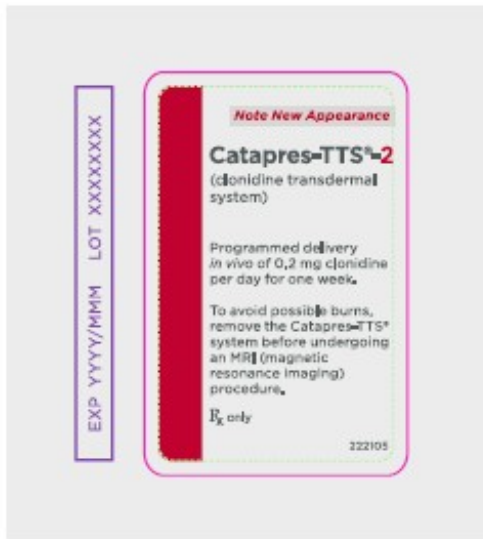 EXP YYYY/MMM LOT XXXXXXXX
Note New Appearance
Catapres-TTS®-2
(clonidine transdermal
system)
Programmed delivery
in vivo of 0.2 mg clonidine
per day for one week.
To avoid possible burns,
remove the Catapres-TTS®
system before undergoing
an MRI (magnetic
resonance imaging)
procedure.
℞ only
222105